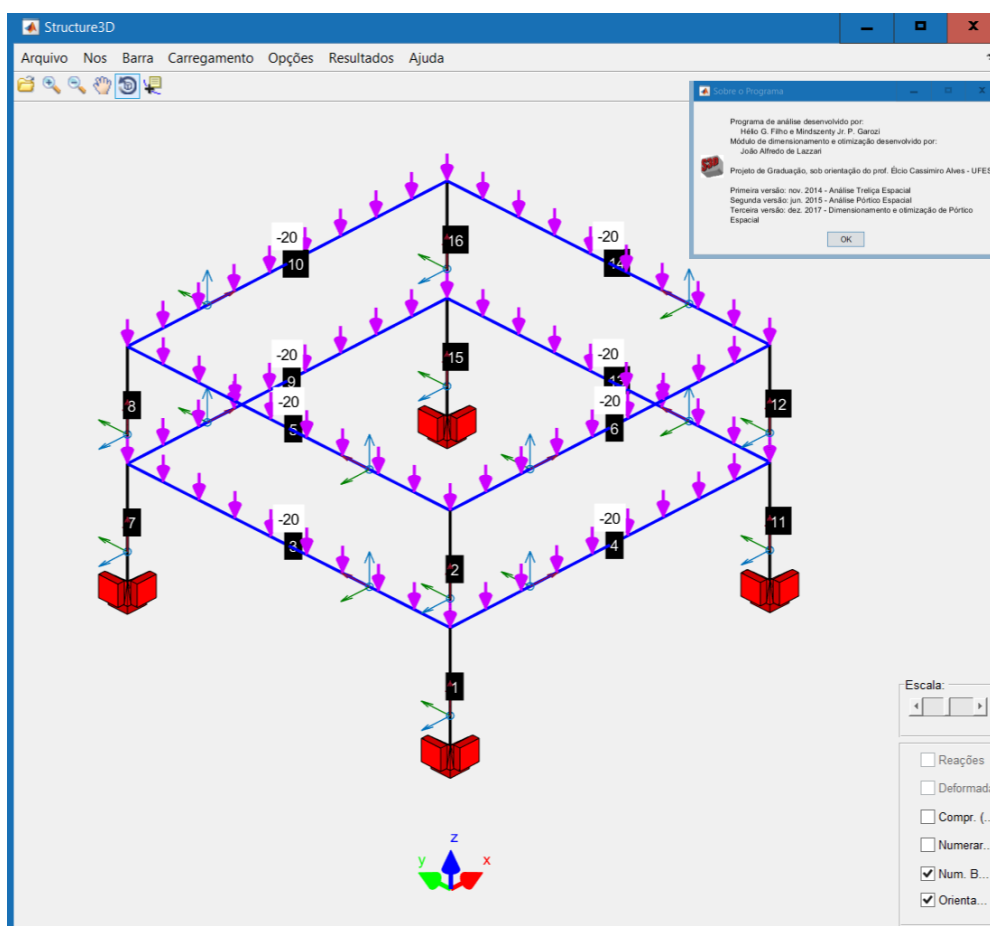 Structure3D
Arquivo Nos Barra Carregamento Opções Resultados Ajuda
Sobre o Programa
Programa de análise desenvolvido por:
Hélio G. Filho e Mindszenty Jr. P. Garozi
Módulo de dimensionamento e otimização desenvolvido por:
João Alfredo de Lazzari
Projeto de Graduação, sob orientação do prof. Élcio Cassimiro Alves - UFES
Primeira versão: nov. 2014 - Análise Treliça Espacial
Segunda versão: jun. 2015 - Análise Pórtico Espacial
Terceira versão: dez. 2017 - Dimensionamento e otimização de Pórtico
Espacial
OK
-20 16 -20
10 14
-20 15 -20
9
8 -20 -20 12
5 6
7 -20 -20 11
3 4
2
1
z
y x
Escala:
Reações
Deformada
Compr. (...
Numerar...
Num. B...
Orienta...